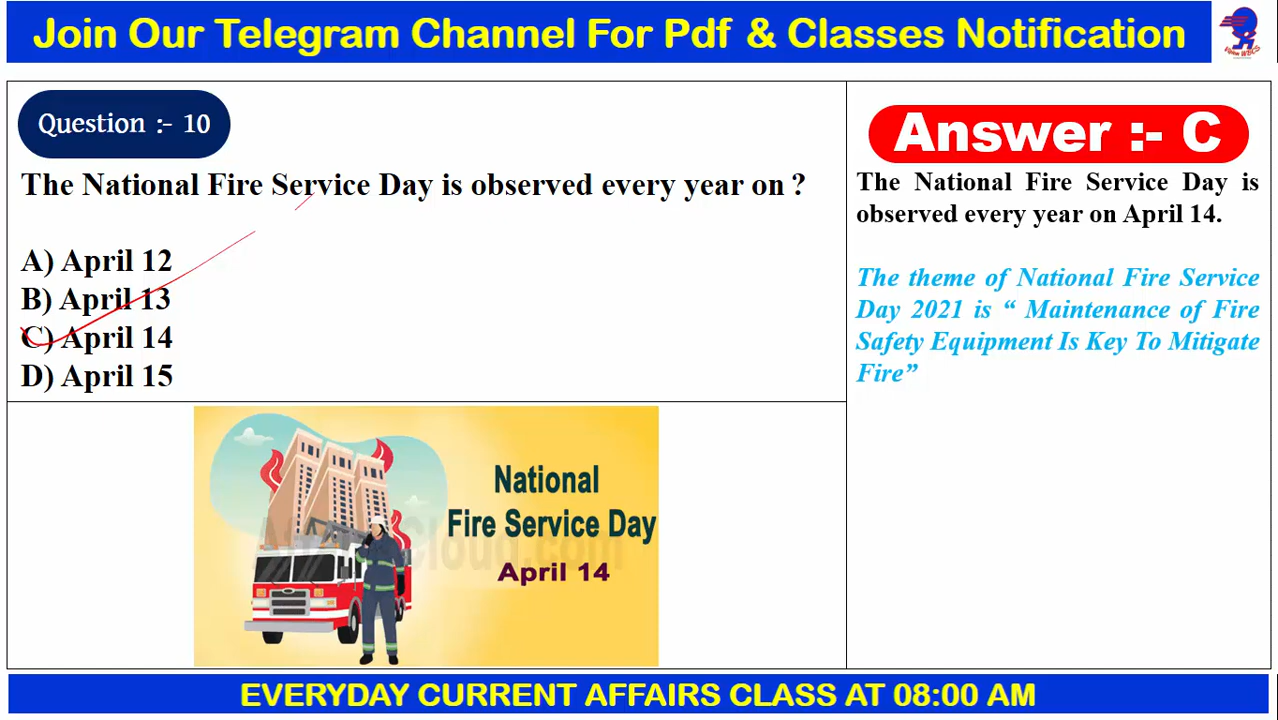 Join Our Telegram Channel For Pdf & Classes Notification
Question :- 10
The National Fire Service Day is observed every year on ?
A) April 12
B) April 13
C) April 14
D) April 15
Answer :- C
The National Fire Service Day is
observed every year on April 14.
The theme of National Fire Service
Day 2021 is “ Maintenance of Fire
Safety Equipment Is Key To Mitigate
Fire”
National
Fire Service Day
April 14
EVERYDAY CURRENT AFFAIRS CLASS AT 08:00 AM